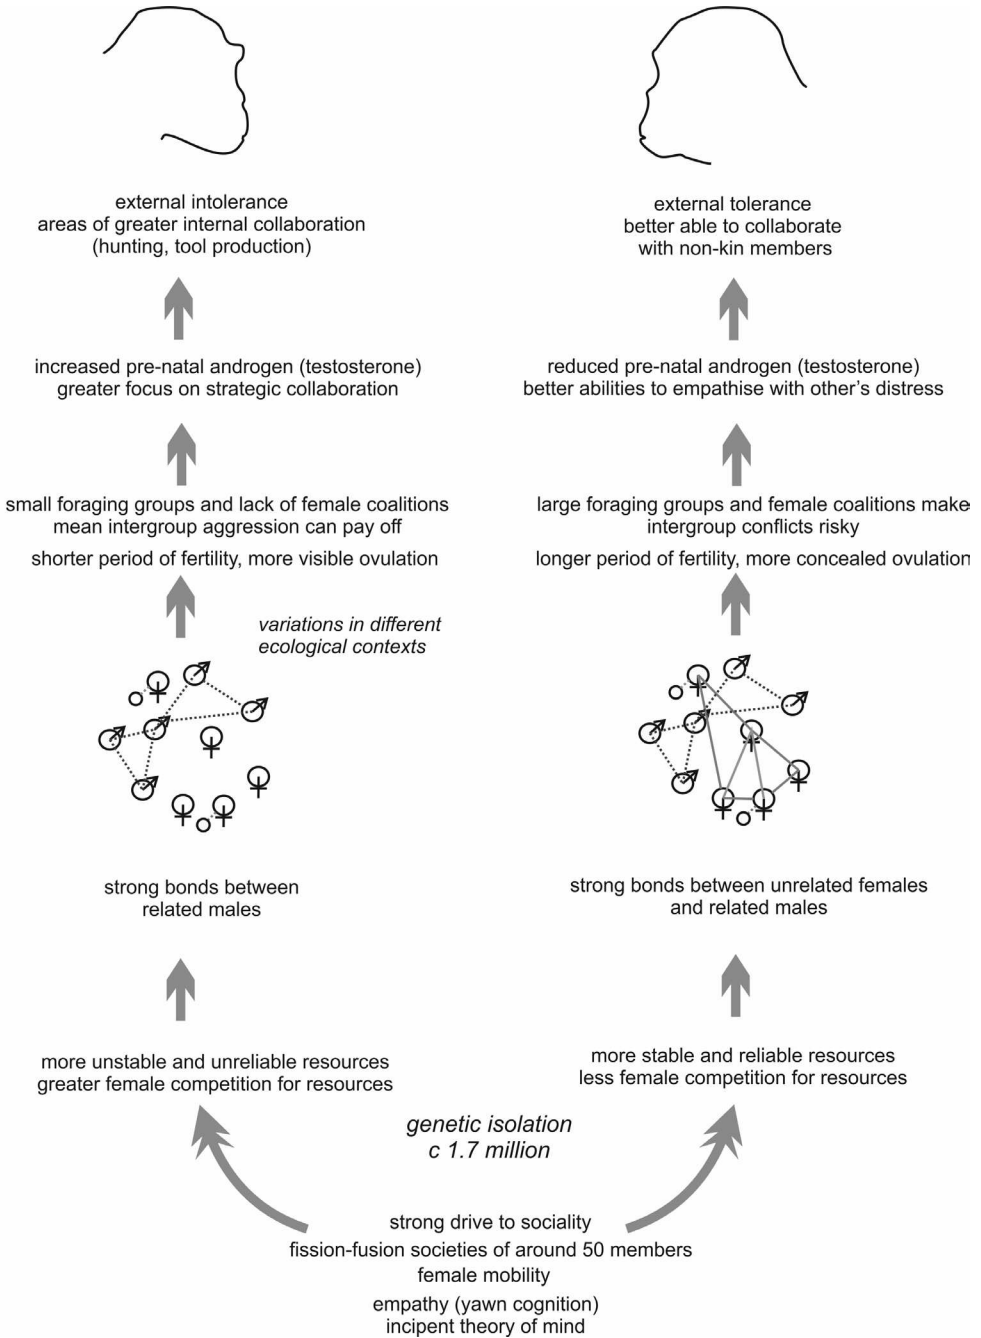 external intolerance
areas of greater internal collaboration
(hunting, tool production)
external tolerance
better able to collaborate
with non-kin members
increased pre-natal androgen (testosterone)
greater focus on strategic collaboration
reduced pre-natal androgen (testosterone)
better abilities to empathise with other's distress
small foraging groups and lack of female coalitions
mean intergroup aggression can pay off
shorter period of fertility, more visible ovulation
large foraging groups and female coalitions make
intergroup conflicts risky
longer period of fertility, more concealed ovulation
variations in different
ecological contexts
strong bonds between
related males
strong bonds between unrelated females
and related males
more unstable and unreliable resources
greater female competition for resources
more stable and reliable resources
less female competition for resources
genetic isolation
c 1.7 million
strong drive to sociality
fission-fusion societies of around 50 members
female mobility
empathy (yawn cognition)
incipent theory of mind